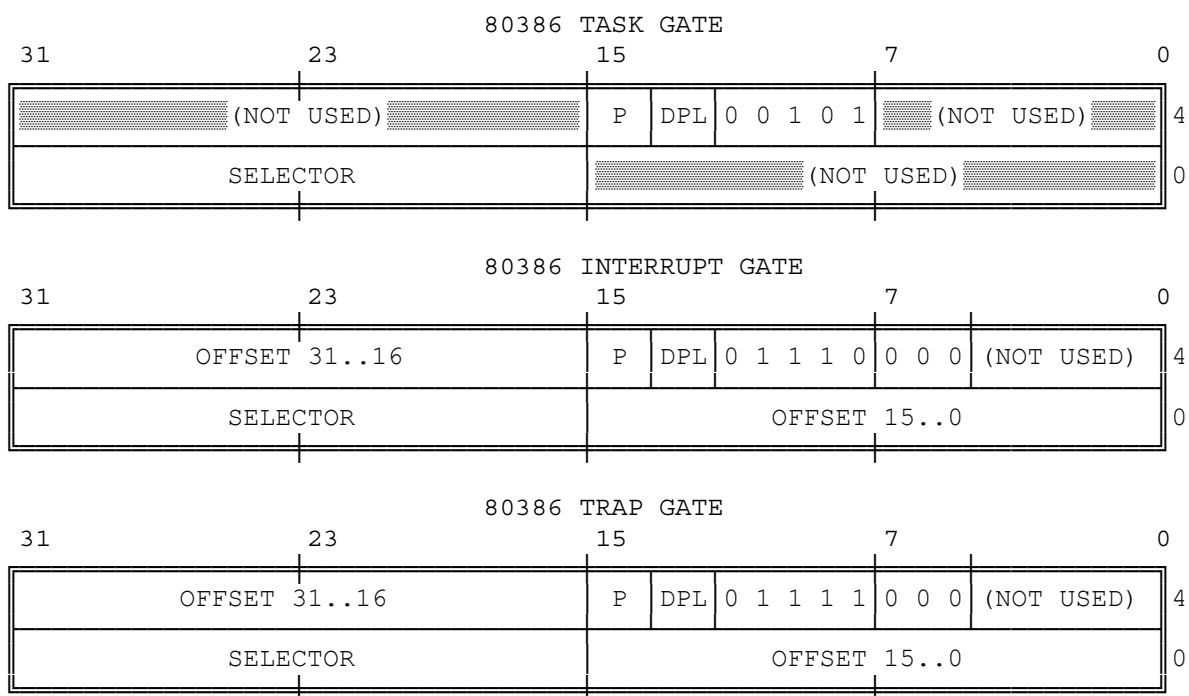 80386 TASK GATE
31 23 15 7 0
(NOT USED) P DPL 0 0 1 0 1 (NOT USED) 4
SELECTOR (NOT USED) 0
80386 INTERRUPT GATE
31 23 15 7 0
OFFSET 31..16 P DPL 0 1 1 1 0 0 0 0 (NOT USED) 4
SELECTOR OFFSET 15..0 0
80386 TRAP GATE
31 23 15 7 0
OFFSET 31..16 P DPL 0 1 1 1 1 0 0 0 (NOT USED) 4
SELECTOR OFFSET 15..0 0